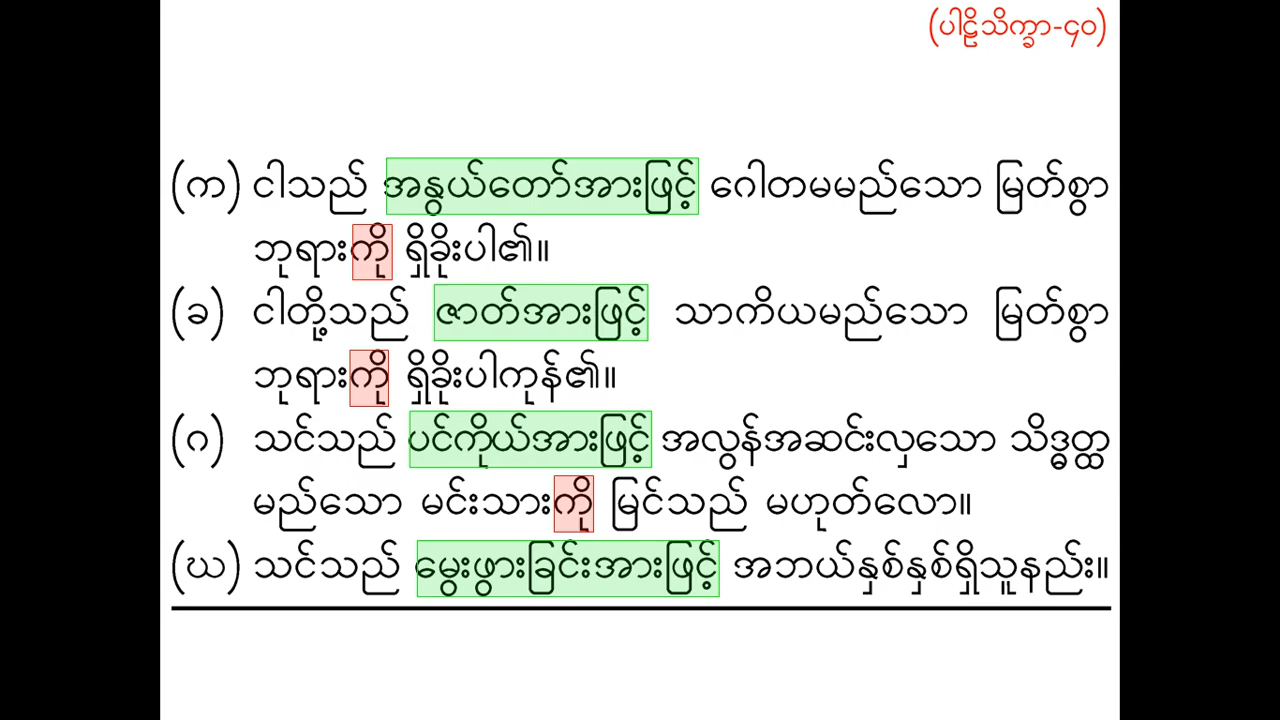 (ပါဠိသိက္ခာ-၄၀)
(က) ငါသည် အနွယ်တော်အားဖြင့် ဂေါတမမည်သော မြတ်စွာ
ဘုရားကို ရှိခိုးပါ၏။
(ခ) ငါတို့သည် ဇာတ်အားဖြင့် သာကိယမည်သော မြတ်စွာ
ဘုရားကို ရှိခိုးပါကုန်၏။
(ဂ) သင်သည် ပင်ကိုယ်အားဖြင့် အလွန်အဆင်းလှသော သိဒ္ဓတ္ထ
မည်သော မင်းသားကို မြင်သည် မဟုတ်လော။
(ဃ) သင်သည် မွေးဖွားခြင်းအားဖြင့် အဘယ်နှစ်နှစ်ရှိသူနည်း။